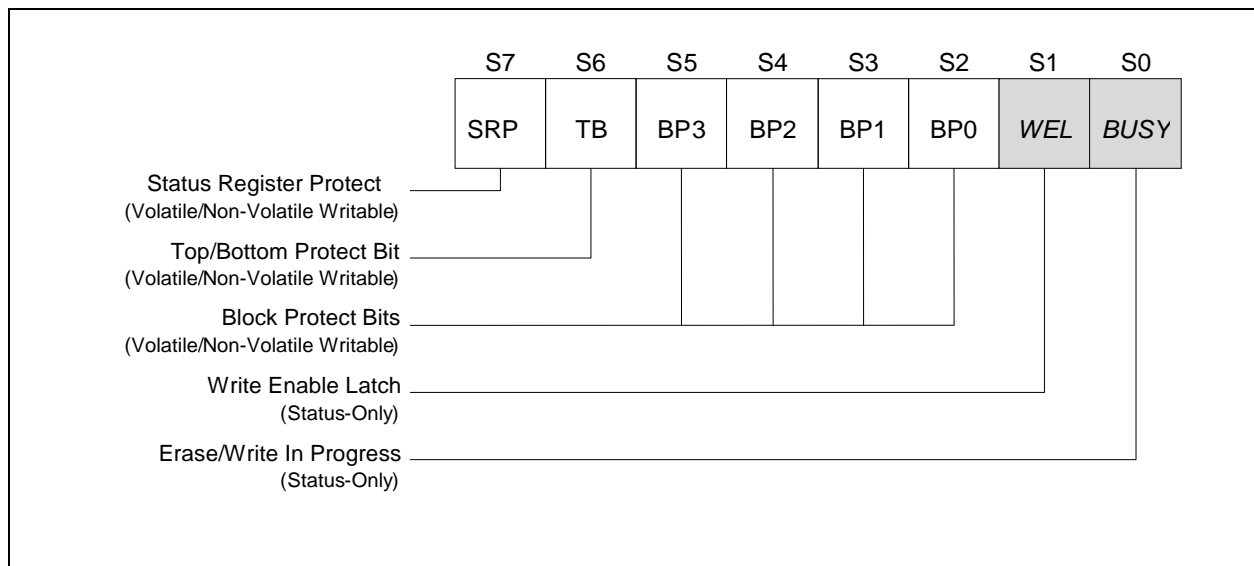 S7 S6 S5 S4 S3 S2 S1 S0
SRP TB BP3 BP2 BP1 BP0 WEL BUSY
Status Register Protect
(Volatile/Non-Volatile Writable)
Top/Bottom Protect Bit
(Volatile/Non-Volatile Writable)
Block Protect Bits
(Volatile/Non-Volatile Writable)
Write Enable Latch
(Status-Only)
Erase/Write In Progress
(Status-Only)